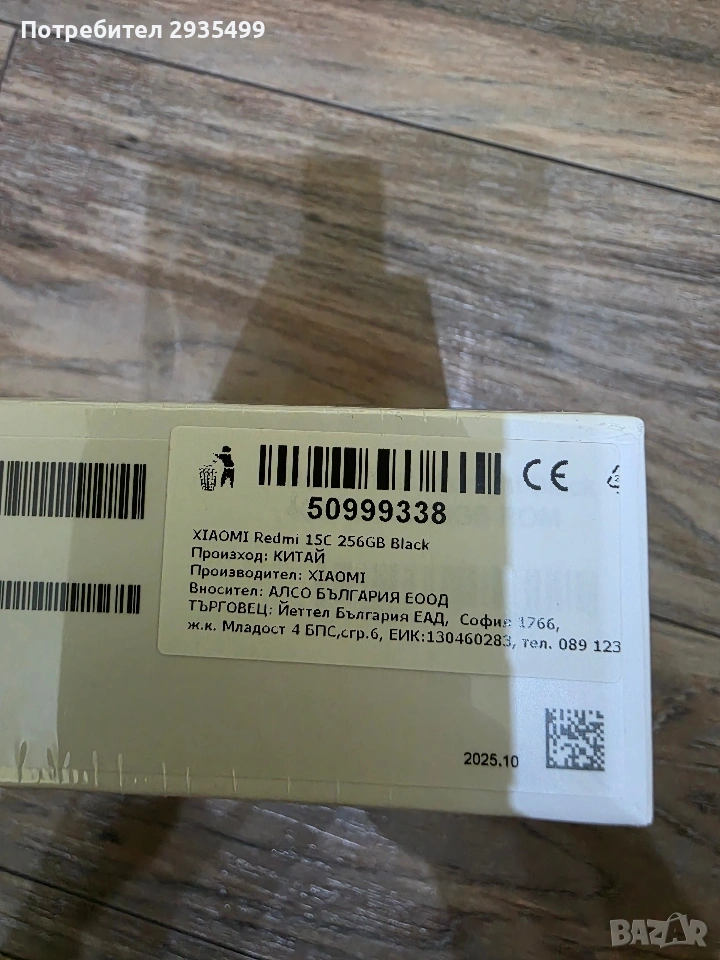 Потребител 2935499
50999338
XIAOMI Redmi 15C 256GB Black
Произход: КИТАЙ
Производител: XIAOMI
Вносител: АЛСО БЪЛГАРИЯ ЕООД
ТЪРГОВЕЦ: Йеттел България ЕАД, София 1766,
ж.к. Младост 4 БПС,сгр.6, ЕИК:130460283, тел. 089 123
2025.10
BAZAR